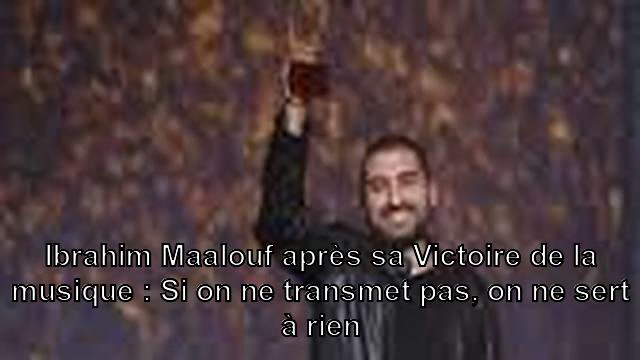 Ibrahim Maalouf après sa Victoire de la
musique : Si on ne transmet pas, on ne sert
à rien